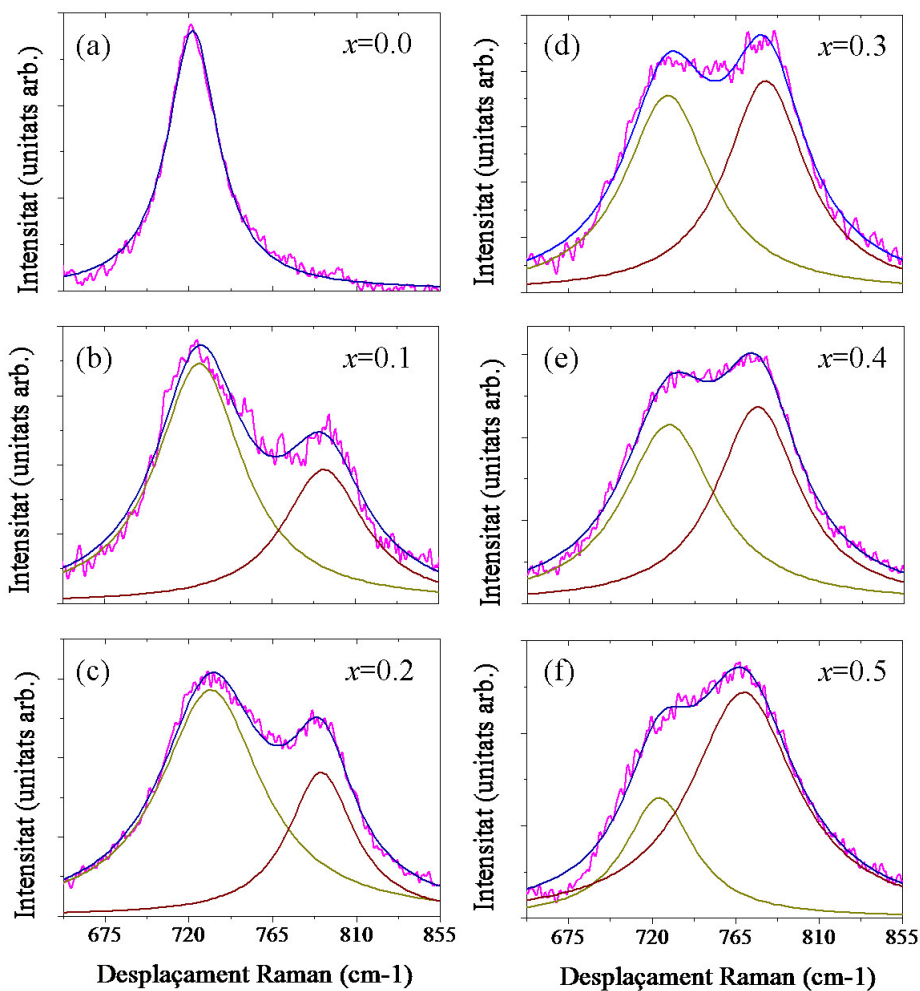 (a)
x=0.0
Intensitat (unitats arb.)
(d)
x=0.3
Intensitat (unitats arb.)
(b)
x=0.1
Intensitat (unitats arb.)
(e)
x=0.4
Intensitat (unitats arb.)
(c)
x=0.2
Intensitat (unitats arb.)
(f)
x=0.5
Intensitat (unitats arb.)
675 720 765 810 855
675 720 765 810 855
Desplaçament Raman (cm-1)
Desplaçament Raman (cm-1)